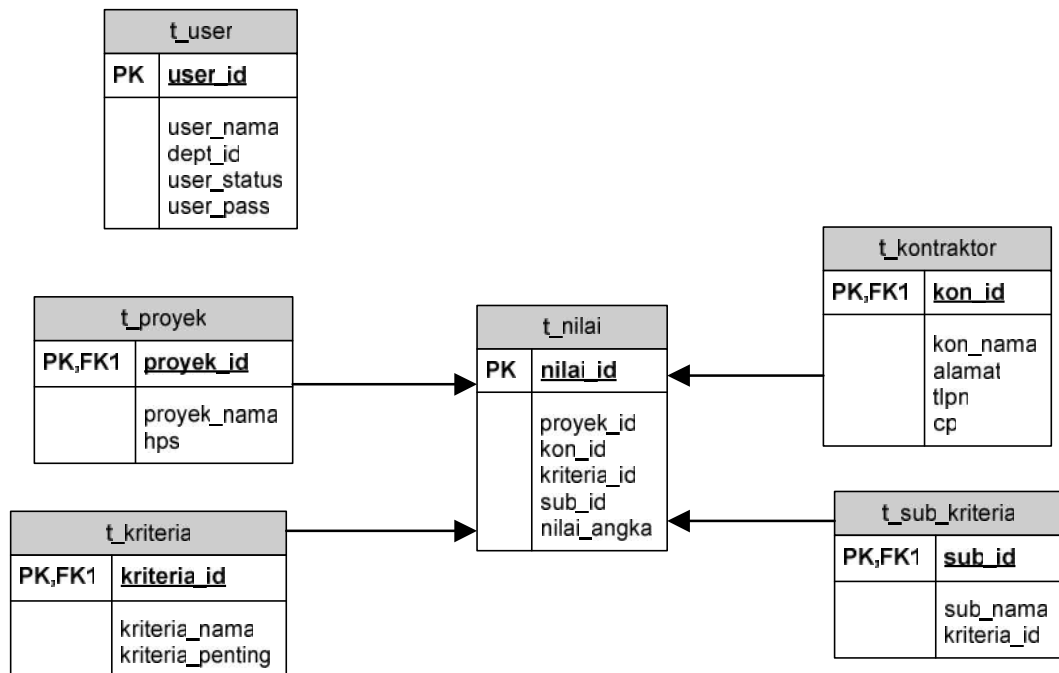 t_user
PK user_id
user_nama
dept_id
user_status
user_pass
t_proyek
PK,FK1 proyek_id
proyek_nama
hps
t_kriteria
PK,FK1 kriteria_id
kriteria_nama
kriteria_penting
t_nilai
PK nilai_id
proyek_id
kon_id
kriteria_id
sub_id
nilai_angka
t_kontraktor
PK,FK1 kon_id
kon_nama
alamat
tlpn
cp
t_sub_kriteria
PK,FK1 sub_id
sub_nama
kriteria_id